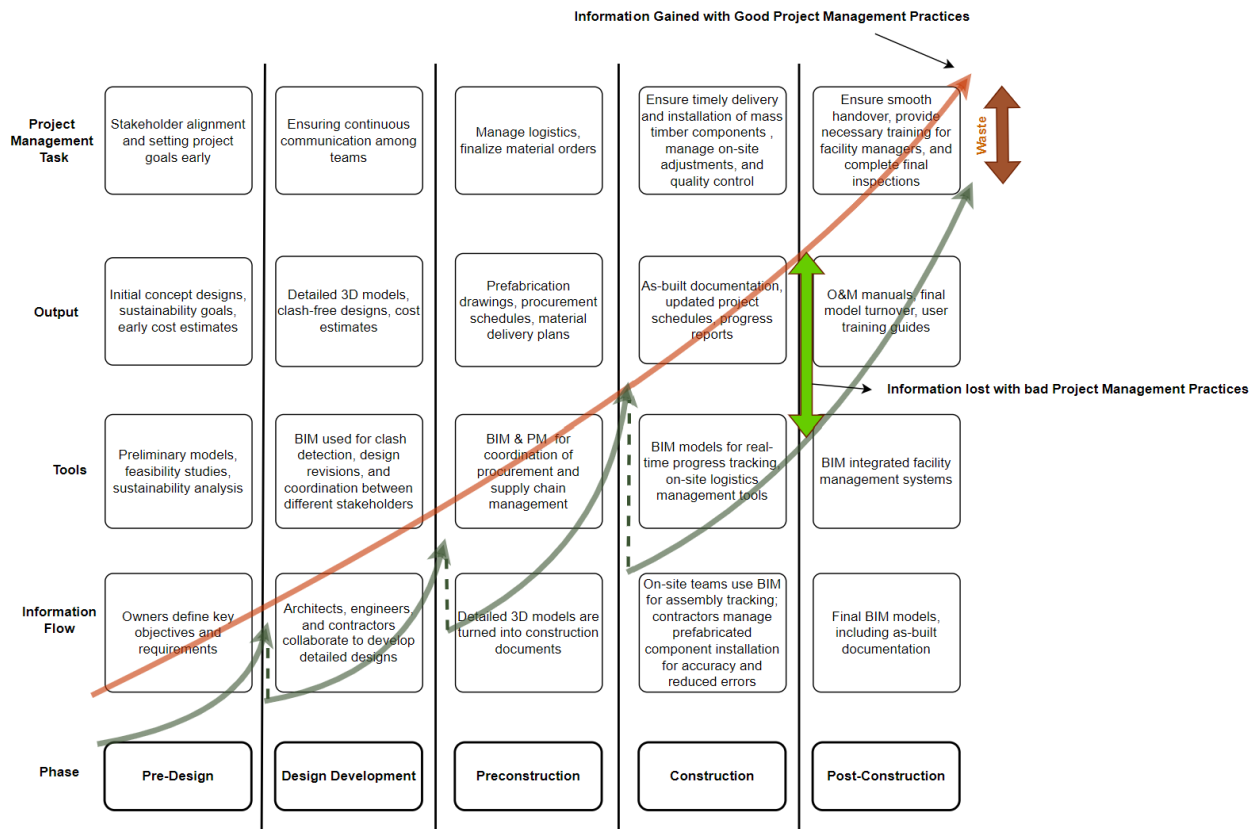 Information Gained with Good Project Management Practices
Project
Management
Task
Stakeholder alignment
and setting project
goals early
Ensuring continuous
communication among
teams
Manage logistics,
finalize material orders
Ensure timely delivery
and installation of mass
timber components ,
manage on-site
adjustments, and
quality control
Ensure smooth
handover, provide
necessary training for
facility managers, and
complete final
inspections
Waste
Output
Initial concept designs,
sustainability goals,
early cost estimates
Detailed 3D models,
clash-free designs, cost
estimates
Prefabrication
drawings, procurement
schedules, material
delivery plans
As-built documentation,
updated project
schedules, progress
reports
O&M manuals, final
model turnover, user
training guides
Information lost with bad Project Management Practices
Tools
Preliminary models,
feasibility studies,
sustainability analysis
BIM used for clash
detection, design
revisions, and
coordination between
different stakeholders
BIM & PM for
coordination of
procurement and
supply chain
management
BIM models for real-
time progress tracking,
on-site logistics
management tools
BIM integrated facility
management systems
Information
Flow
Owners define key
objectives and
requirements
Architects, engineers,
and contractors
collaborate to develop
detailed designs
Detailed 3D models are
turned into construction
documents
On-site teams use BIM
for assembly tracking;
contractors manage
prefabricated
component installation
for accuracy and
reduced errors
Final BIM models,
including as-built
documentation
Phase
Pre-Design
Design Development
Preconstruction
Construction
Post-Construction